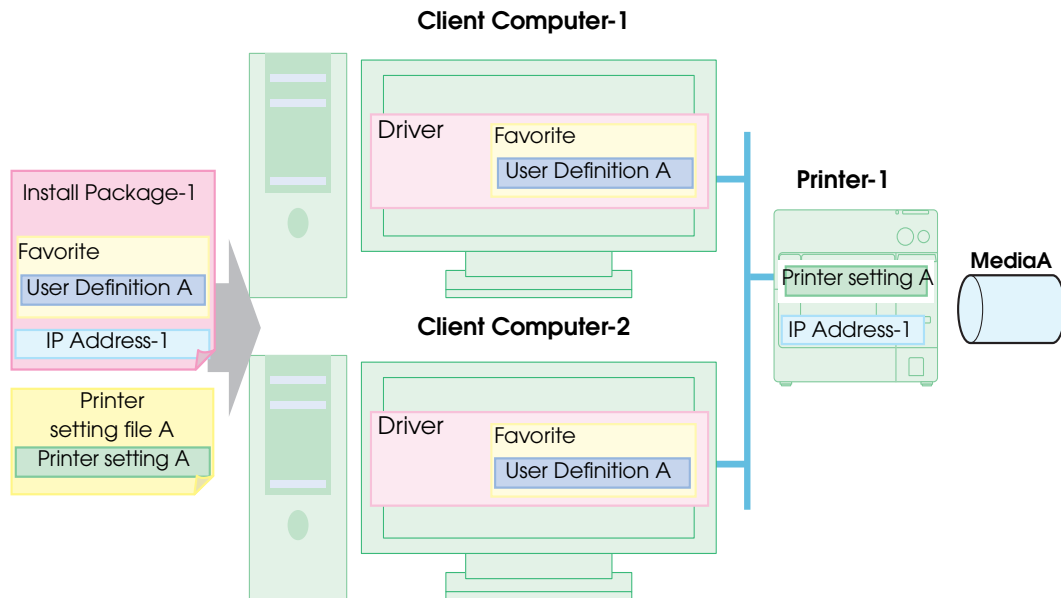 Client Computer-1
Driver
Favorite
User Definition A
Install Package-1
Favorite
User Definition A
IP Address-1
Printer
setting file A
Printer setting A
Client Computer-2
Driver
Favorite
User Definition A
Printer-1
Printer setting A
IP Address-1
MediaA